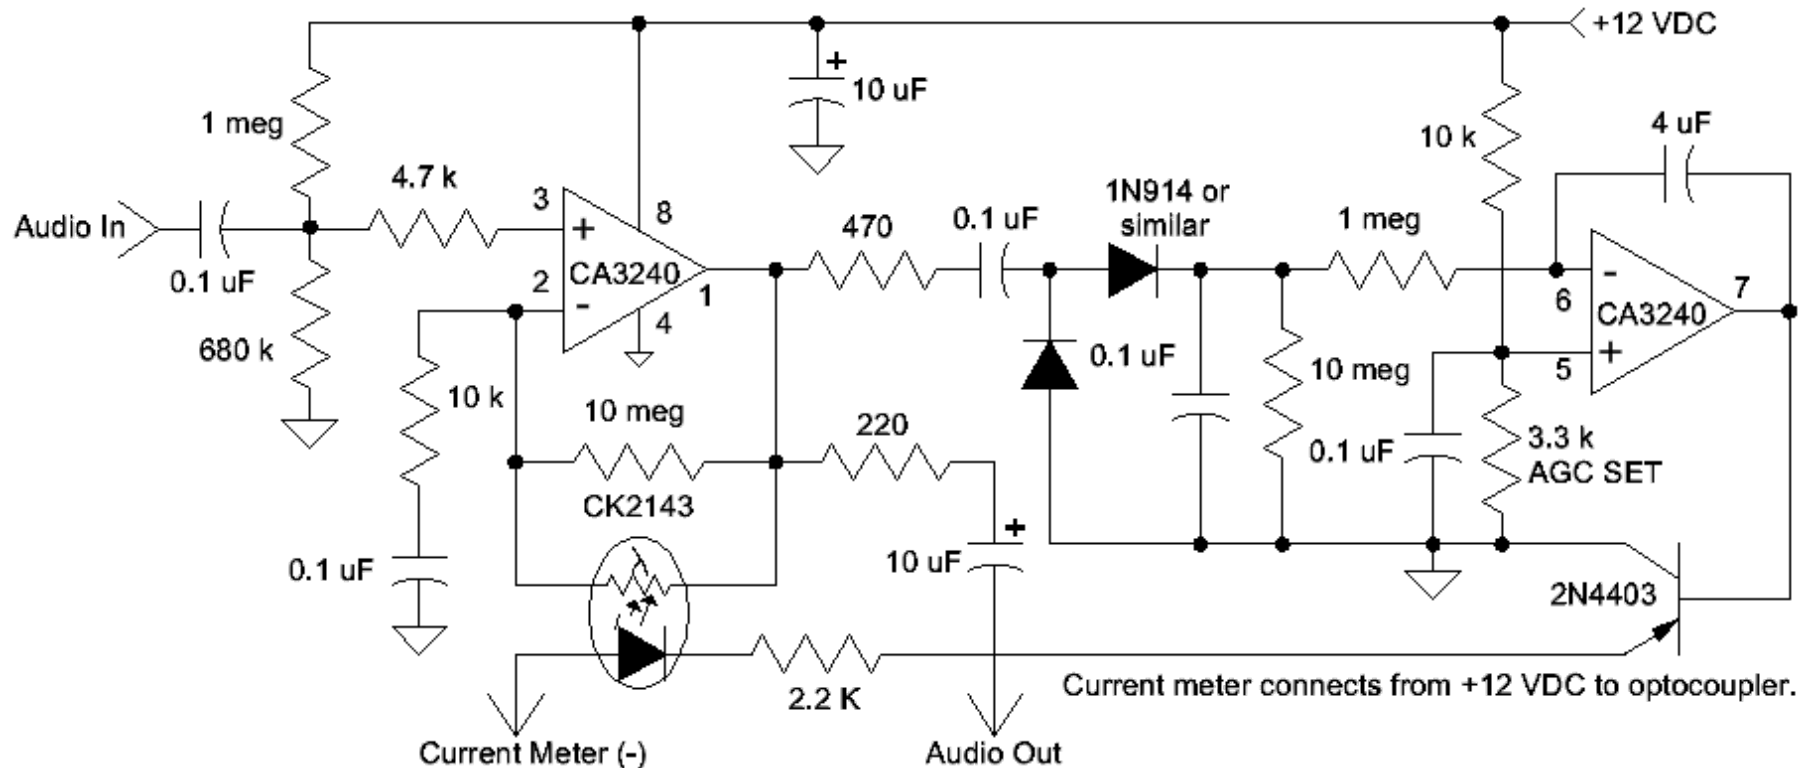 +12 VDC
+
10 uF
1 meg
4 uF
10 k
4.7 k
1N914 or
similar
3
8
0.1 uF
1 meg
470
Audio In
+
CA3240
0.1 uF
2
-
1
4
-
6
7
CA3240
+
5
680 k
0.1 uF
10 meg
10 k
10 meg
220
0.1 uF
3.3 k
AGC SET
CK2143
+
10 uF
0.1 uF
2N4403
2.2 K
Current meter connects from +12 VDC to optocoupler.
Current Meter (-)
Audio Out